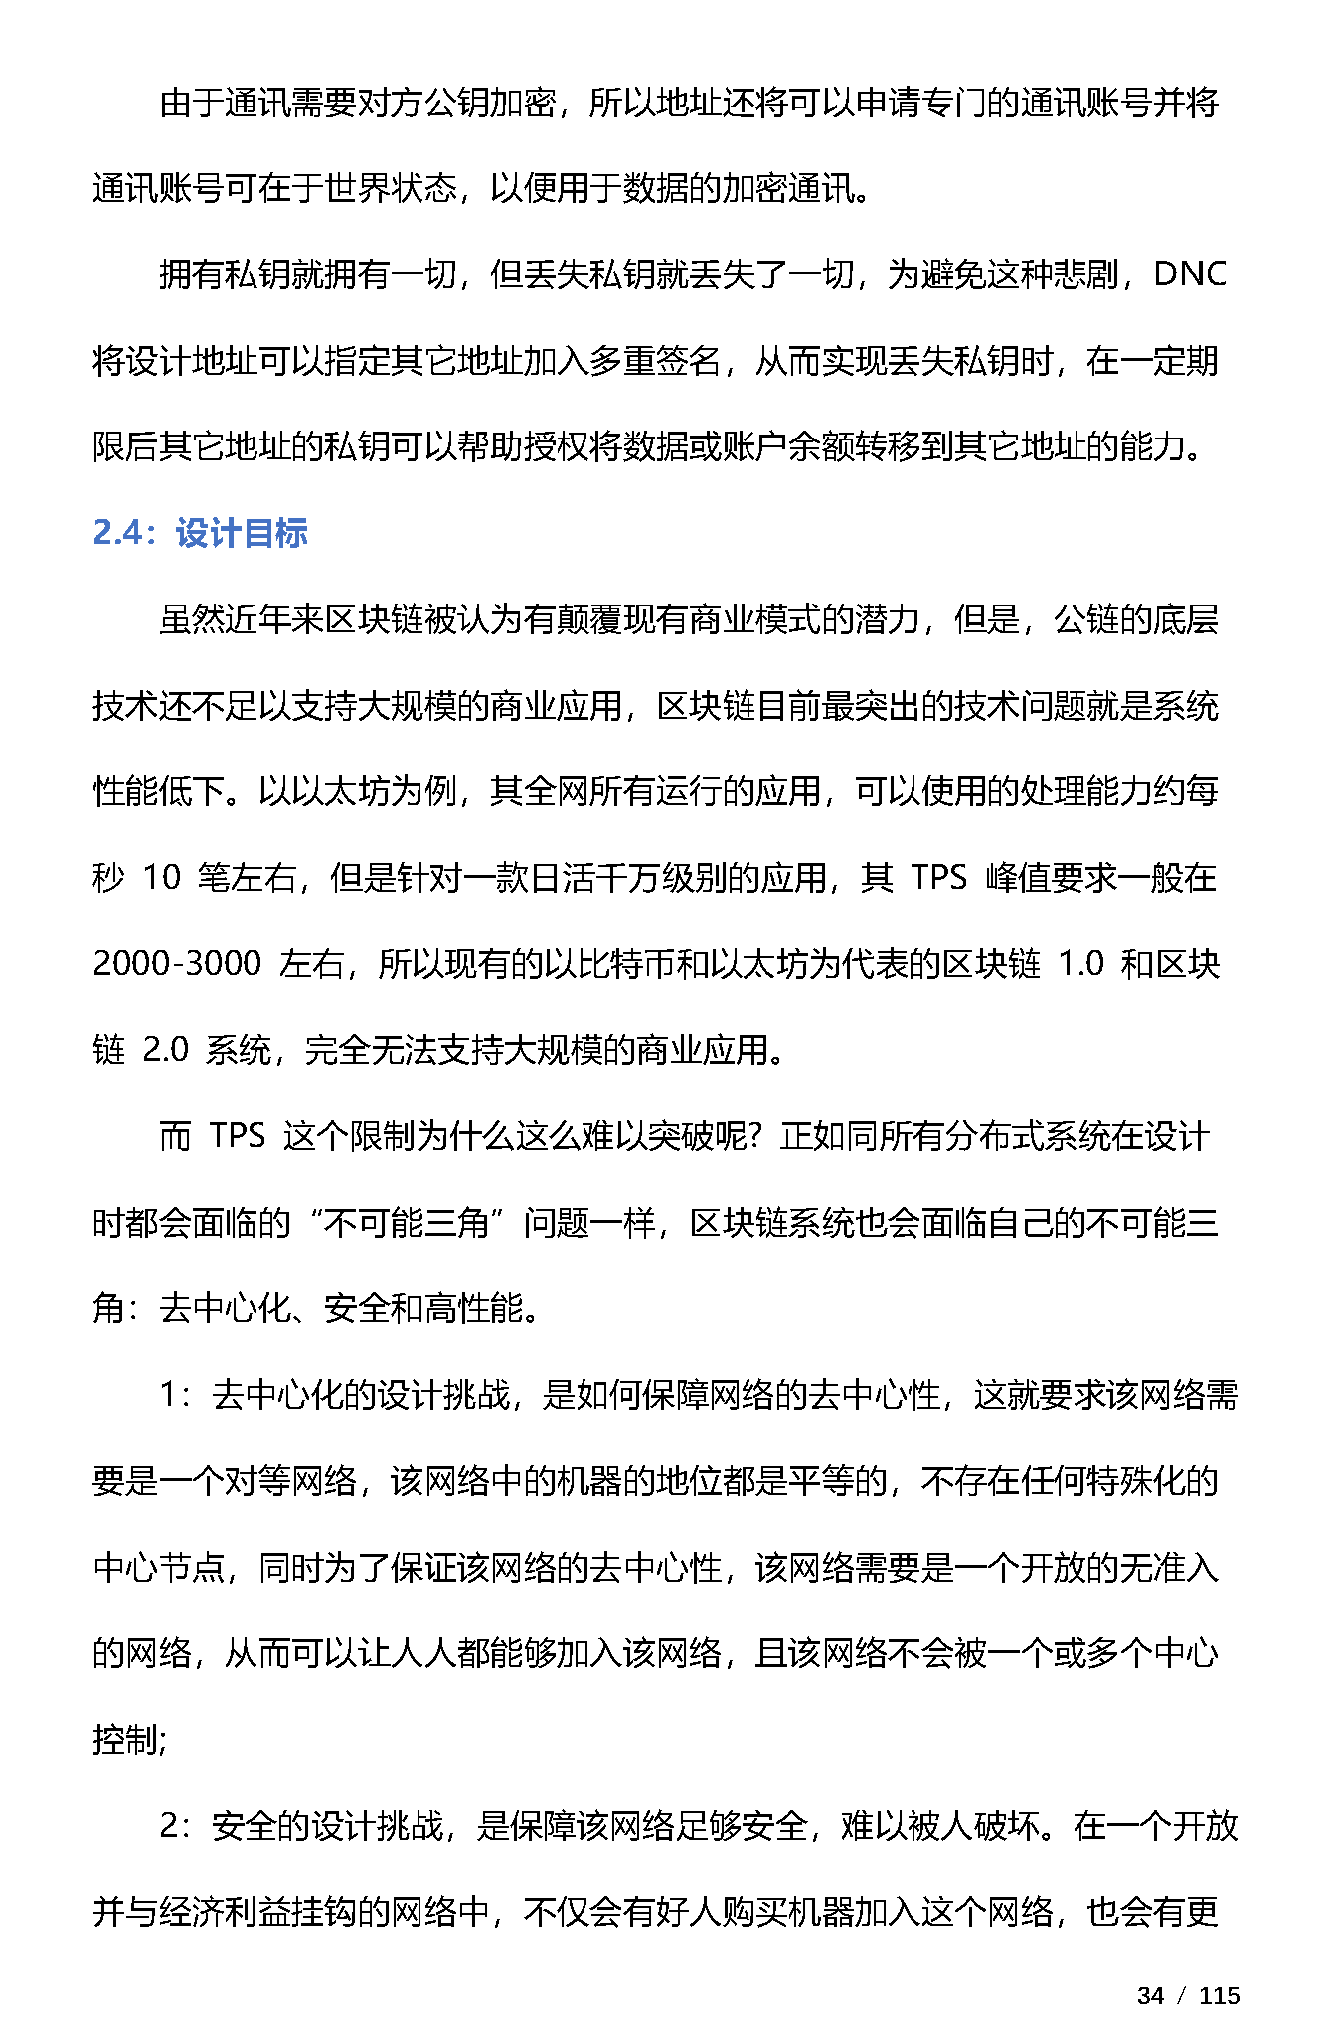 由于通讯需要对方公钥加密，所以地址还将可以申请专门的通讯账号并将
通讯账号可在于世界状态，以便用于数据的加密通讯。
拥有私钥就拥有一切，但丢失私钥就丢失了一切，为避免这种悲剧，DNC
将设计地址可以指定其它地址加入多重签名，从而实现丢失私钥时，在一定期
限后其它地址的私钥可以帮助授权将数据或账户余额转移到其它地址的能力。
2.4：设计目标
虽然近年来区块链被认为有颠覆现有商业模式的潜力，但是，公链的底层
技术还不足以支持大规模的商业应用，区块链目前最突出的技术问题就是系统
性能低下。以以太坊为例，其全网所有运行的应用，可以使用的处理能力约每
秒 10 笔左右，但是针对一款日活千万级别的应用，其 TPS 峰值要求一般在
2000-3000 左右，所以现有的以比特币和以太坊为代表的区块链 1.0 和区块
链 2.0 系统，完全无法支持大规模的商业应用。
而 TPS 这个限制为什么这么难以突破呢? 正如同所有分布式系统在设计
时都会面临的“不可能三角”问题一样，区块链系统也会面临自己的不可能三
角：去中心化、安全和高性能。
1：去中心化的设计挑战，是如何保障网络的去中心性，这就要求该网络需
要是一个对等网络，该网络中的机器的地位都是平等的，不存在任何特殊化的
中心节点，同时为了保证该网络的去中心性，该网络需要是一个开放的无准入
的网络，从而可以让人人都能够加入该网络，且该网络不会被一个或多个中心
控制;
2：安全的设计挑战，是保障该网络足够安全，难以被人破坏。在一个开放
并与经济利益挂钩的网络中，不仅会有好人购买机器加入这个网络，也会有更
34 / 115